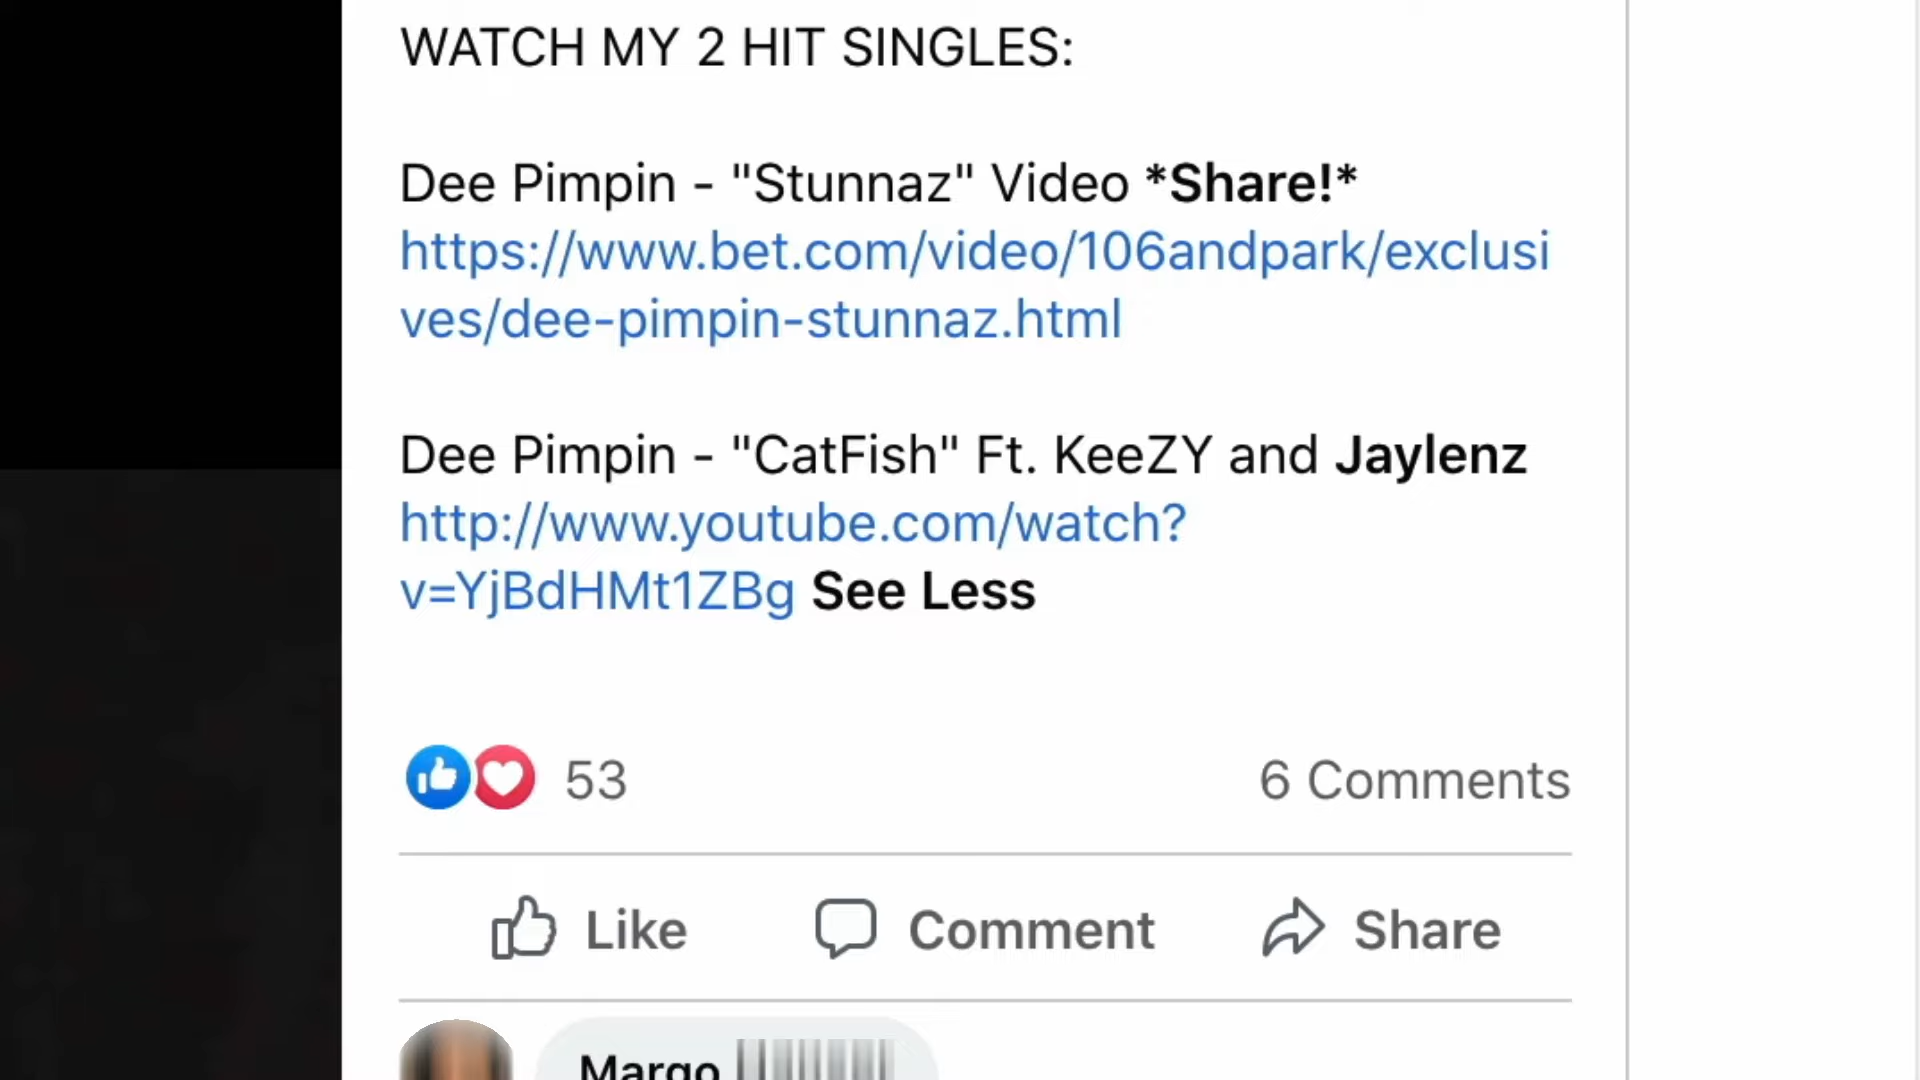 WATCH MY 2 HIT SINGLES:
Dee Pimpin - "Stunnaz" Video *Share!*
https://www.bet.com/video/106andpark/exclusi
ves/dee-pimpin-stunnaz.html
Dee Pimpin - "CatFish" Ft. KeeZY and Jaylenz
http://www.youtube.com/watch?
v=YjBdHMt1ZBg See Less
53 6 Comments
Like Comment Share
Margo